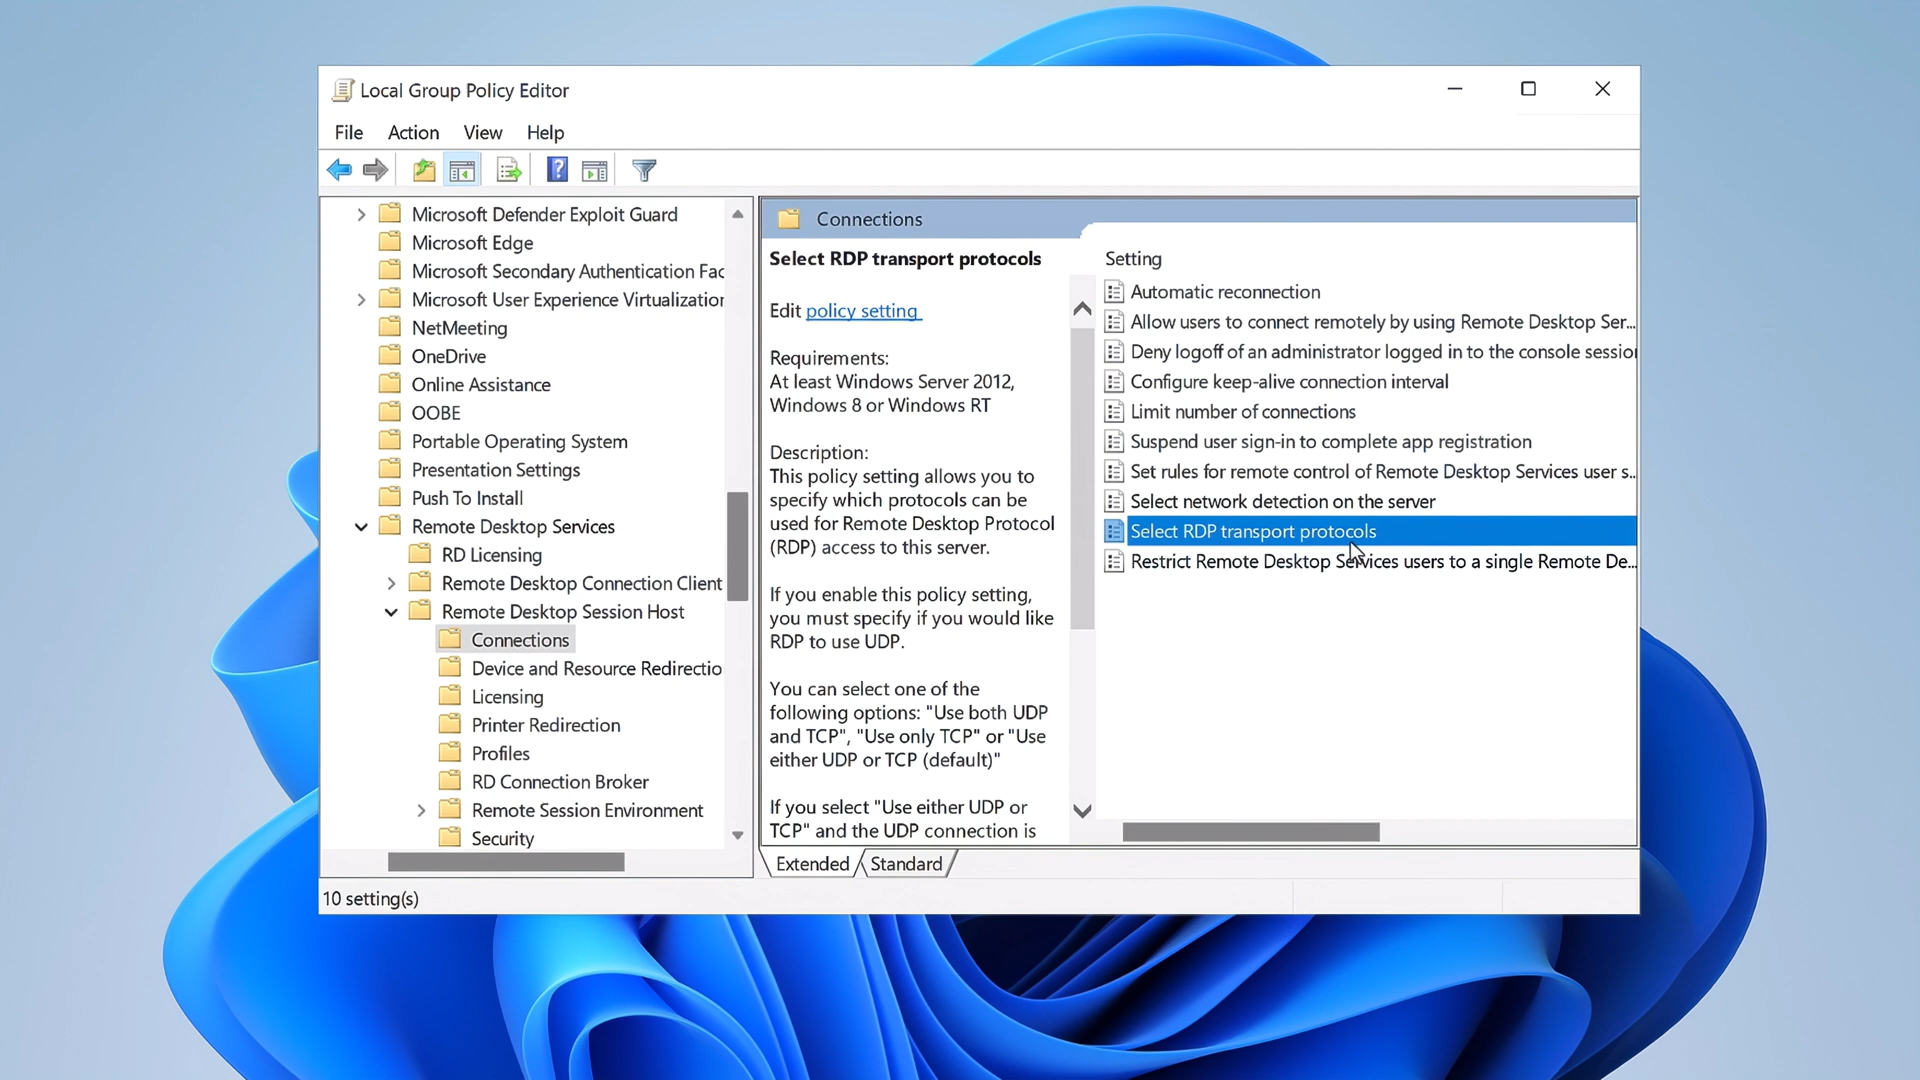 Local Group Policy Editor
File Action View Help
Microsoft Defender Exploit Guard
Microsoft Edge
Microsoft Secondary Authentication Fac
Microsoft User Experience Virtualization
NetMeeting
OneDrive
Online Assistance
OOBE
Portable Operating System
Presentation Settings
Push To Install
Remote Desktop Services
RD Licensing
Remote Desktop Connection Client
Remote Desktop Session Host
Connections
Device and Resource Redirectio
Licensing
Printer Redirection
Profiles
RD Connection Broker
Remote Session Environment
Security
Connections
Select RDP transport protocols
Edit policy setting
Requirements:
At least Windows Server 2012,
Windows 8 or Windows RT
Description:
This policy setting allows you to
specify which protocols can be
used for Remote Desktop Protocol
(RDP) access to this server.
If you enable this policy setting,
you must specify if you would like
RDP to use UDP.
You can select one of the
following options: "Use both UDP
and TCP", "Use only TCP" or "Use
either UDP or TCP (default)"
If you select "Use either UDP or
TCP" and the UDP connection is
Setting
Automatic reconnection
Allow users to connect remotely by using Remote Desktop Ser...
Deny logoff of an administrator logged in to the console session
Configure keep-alive connection interval
Limit number of connections
Suspend user sign-in to complete app registration
Set rules for remote control of Remote Desktop Services user s...
Select network detection on the server
Select RDP transport protocols
Restrict Remote Desktop Services users to a single Remote De...
Extended Standard
10 setting(s)